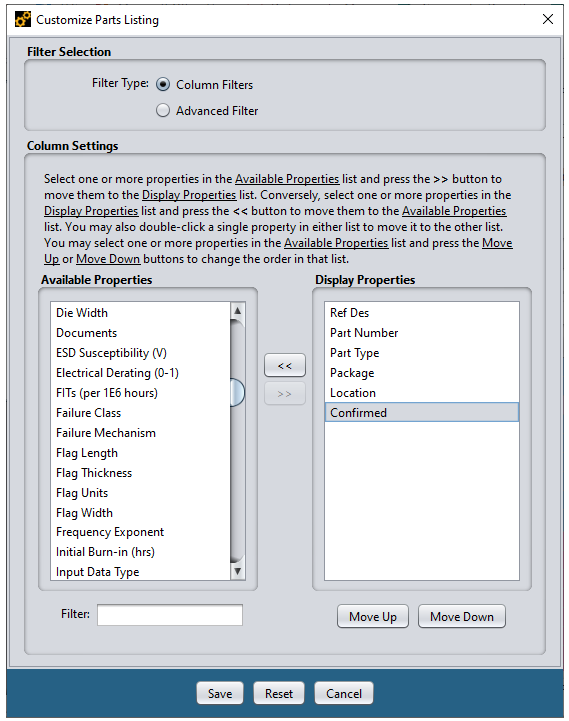 Customize Parts Listing
Filter Selection
Filter Type:
Column Filters
Advanced Filter
Column Settings
Select one or more properties in the Available Properties list and press the >> button to
move them to the Display Properties list. Conversely, select one or more properties in the
Display Properties list and press the << button to move them to the Available Properties
list. You may also double-click a single property in either list to move it to the other list.
You may select one or more properties in the Available Properties list and press the Move
Up or Move Down buttons to change the order in that list.
Available Properties
Die Width
Documents
ESD Susceptibility (V)
Electrical Derating (0-1)
FITs (per 1E6 hours)
Failure Class
Failure Mechanism
Flag Length
Flag Thickness
Flag Units
Flag Width
Frequency Exponent
Initial Burn-in (hrs)
Input Data Type
Filter:
<<
>>
Display Properties
Ref Des
Part Number
Part Type
Package
Location
Confirmed
Move Up
Move Down
Save
Reset
Cancel